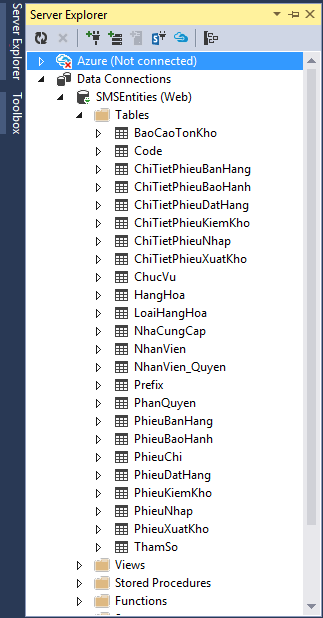 Server Explorer
Toolbox
Server Explorer
Azure (Not connected)
Data Connections
SMSEntities (Web)
Tables
BaoCaoTonKho
Code
ChiTietPhieuBanHang
ChiTietPhieuBaoHanh
ChiTietPhieuDatHang
ChiTietPhieuKiemKho
ChiTietPhieuNhap
ChiTietPhieuXuatKho
ChucVu
HangHoa
LoaiHangHoa
NhaCungCap
NhanVien
NhanVien_Quyen
Prefix
PhanQuyen
PhieuBanHang
PhieuBaoHanh
PhieuChi
PhieuDatHang
PhieuKiemKho
PhieuNhap
PhieuXuatKho
ThamSo
Views
Stored Procedures
Functions